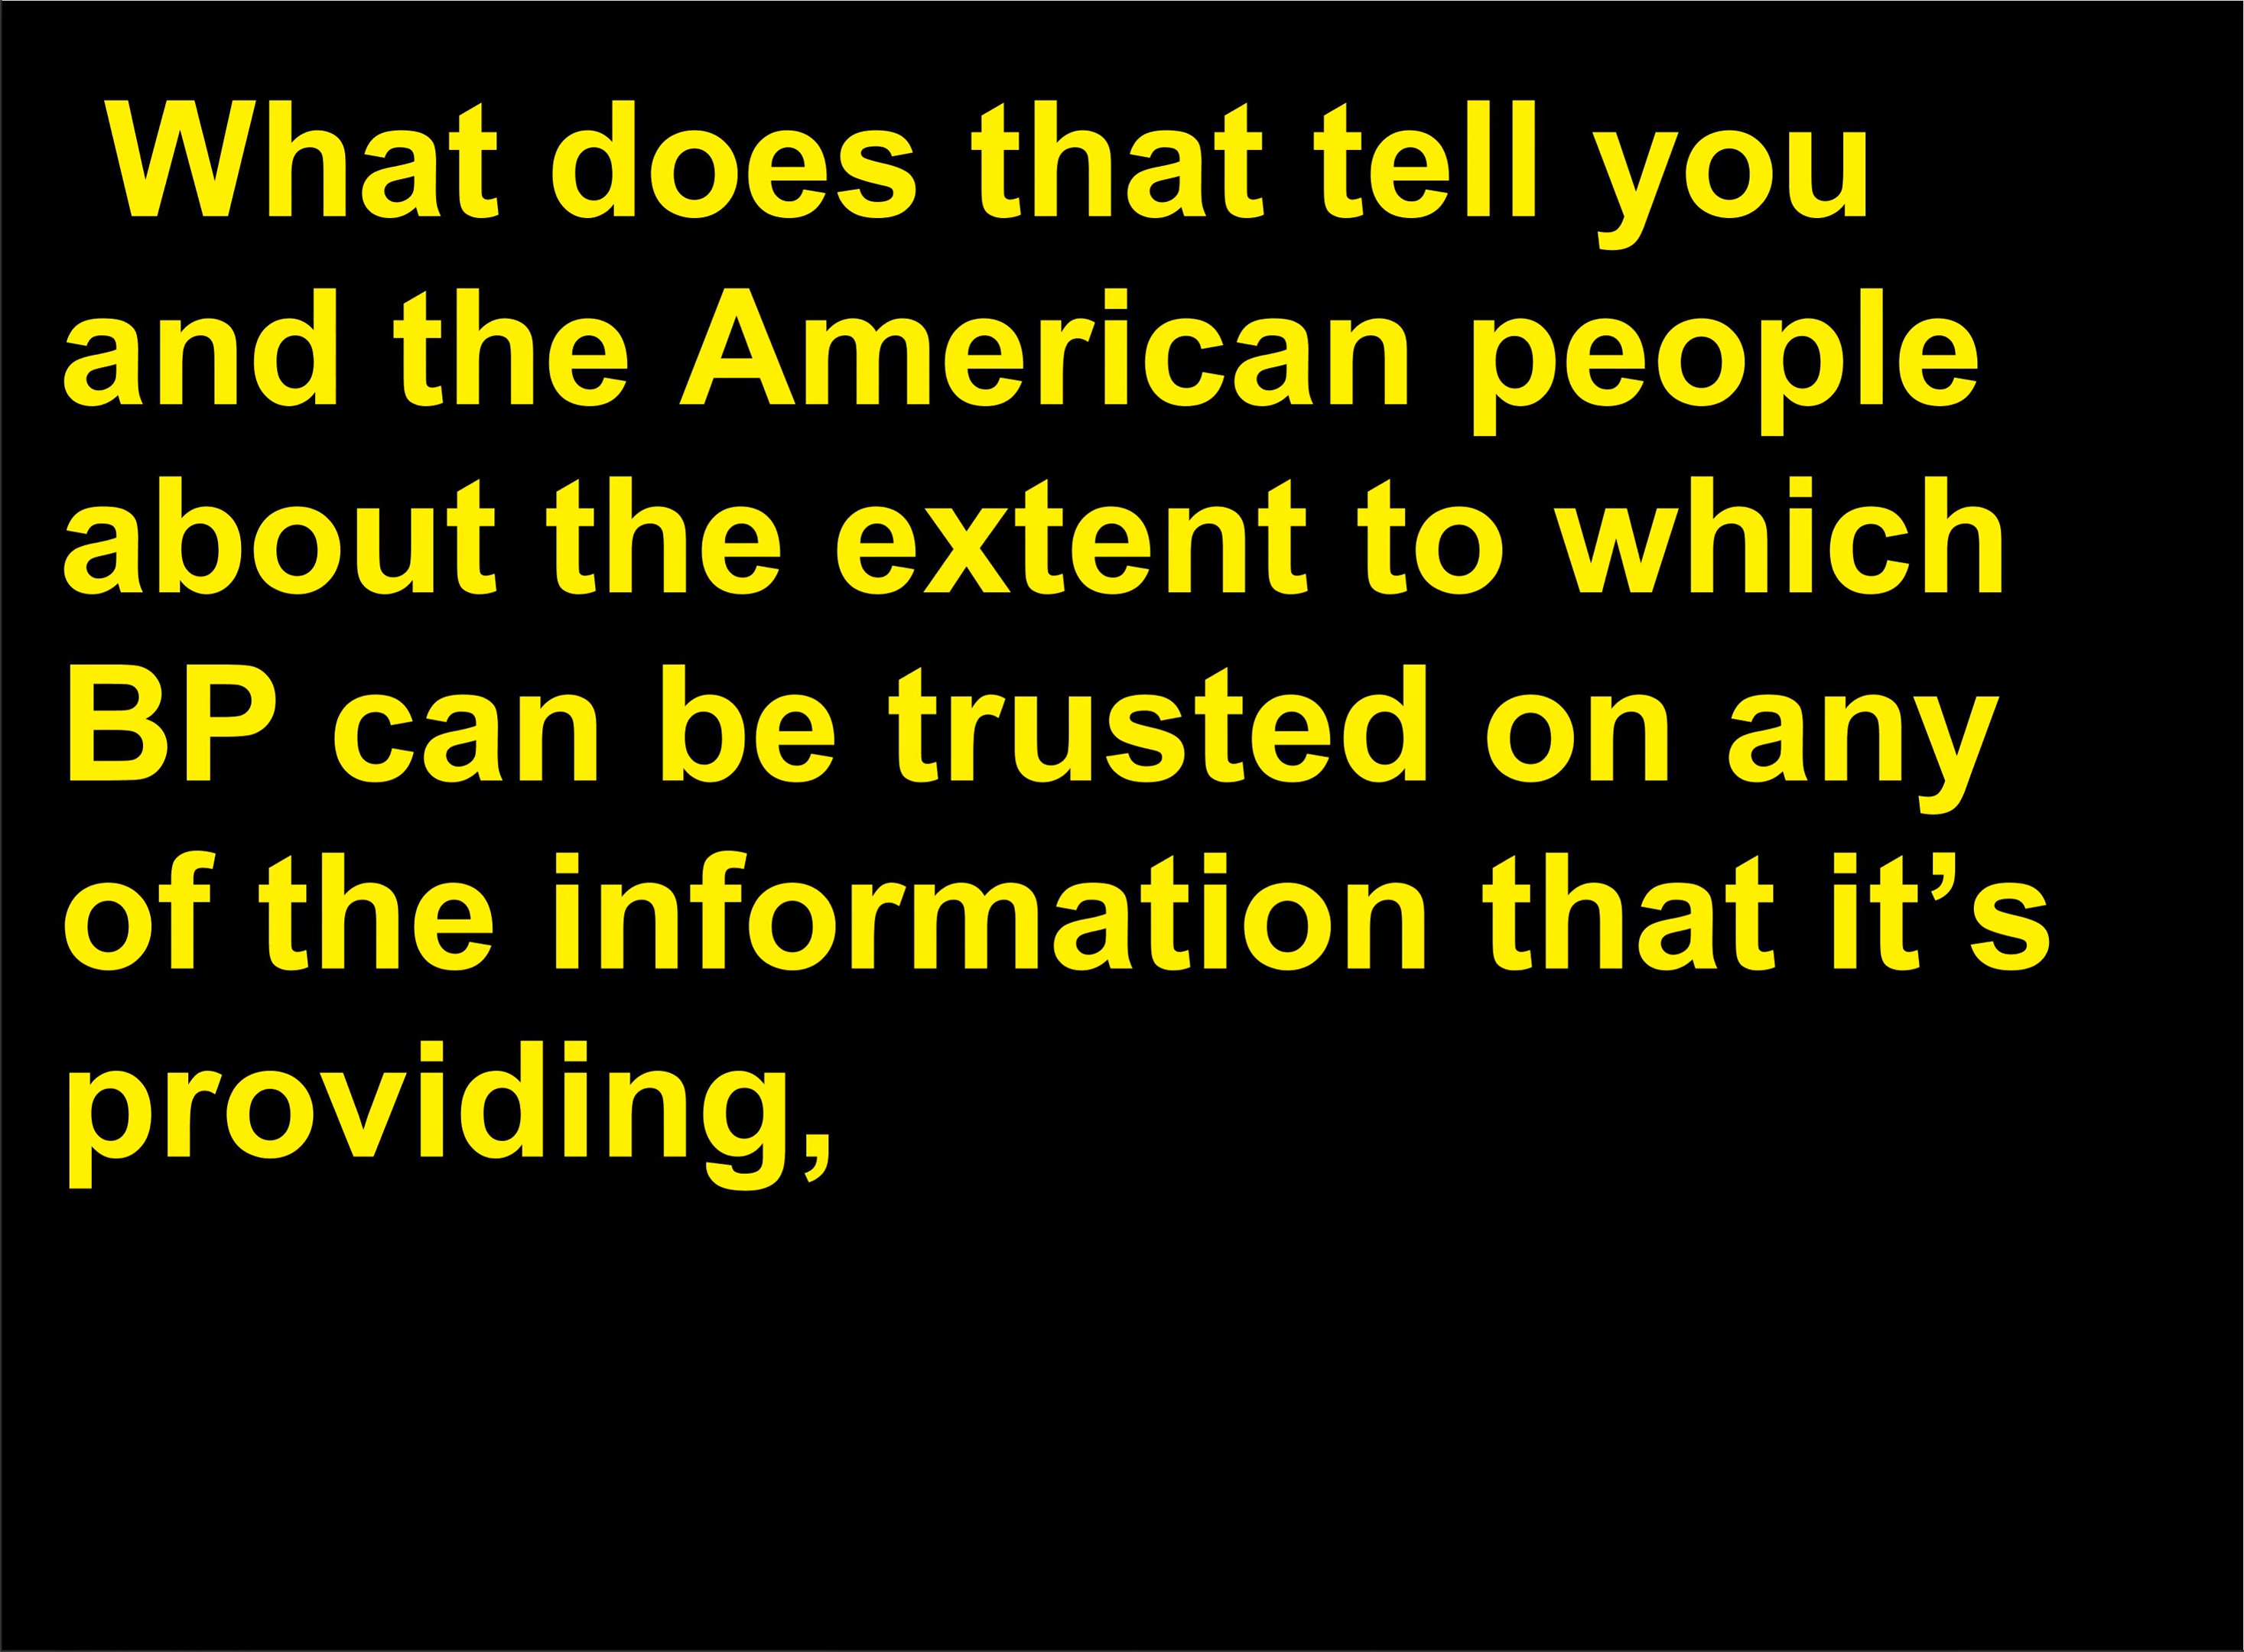 What does that tell you
and the American people
about the extent to which
BP can be trusted on any
of the information that it’s
providing,